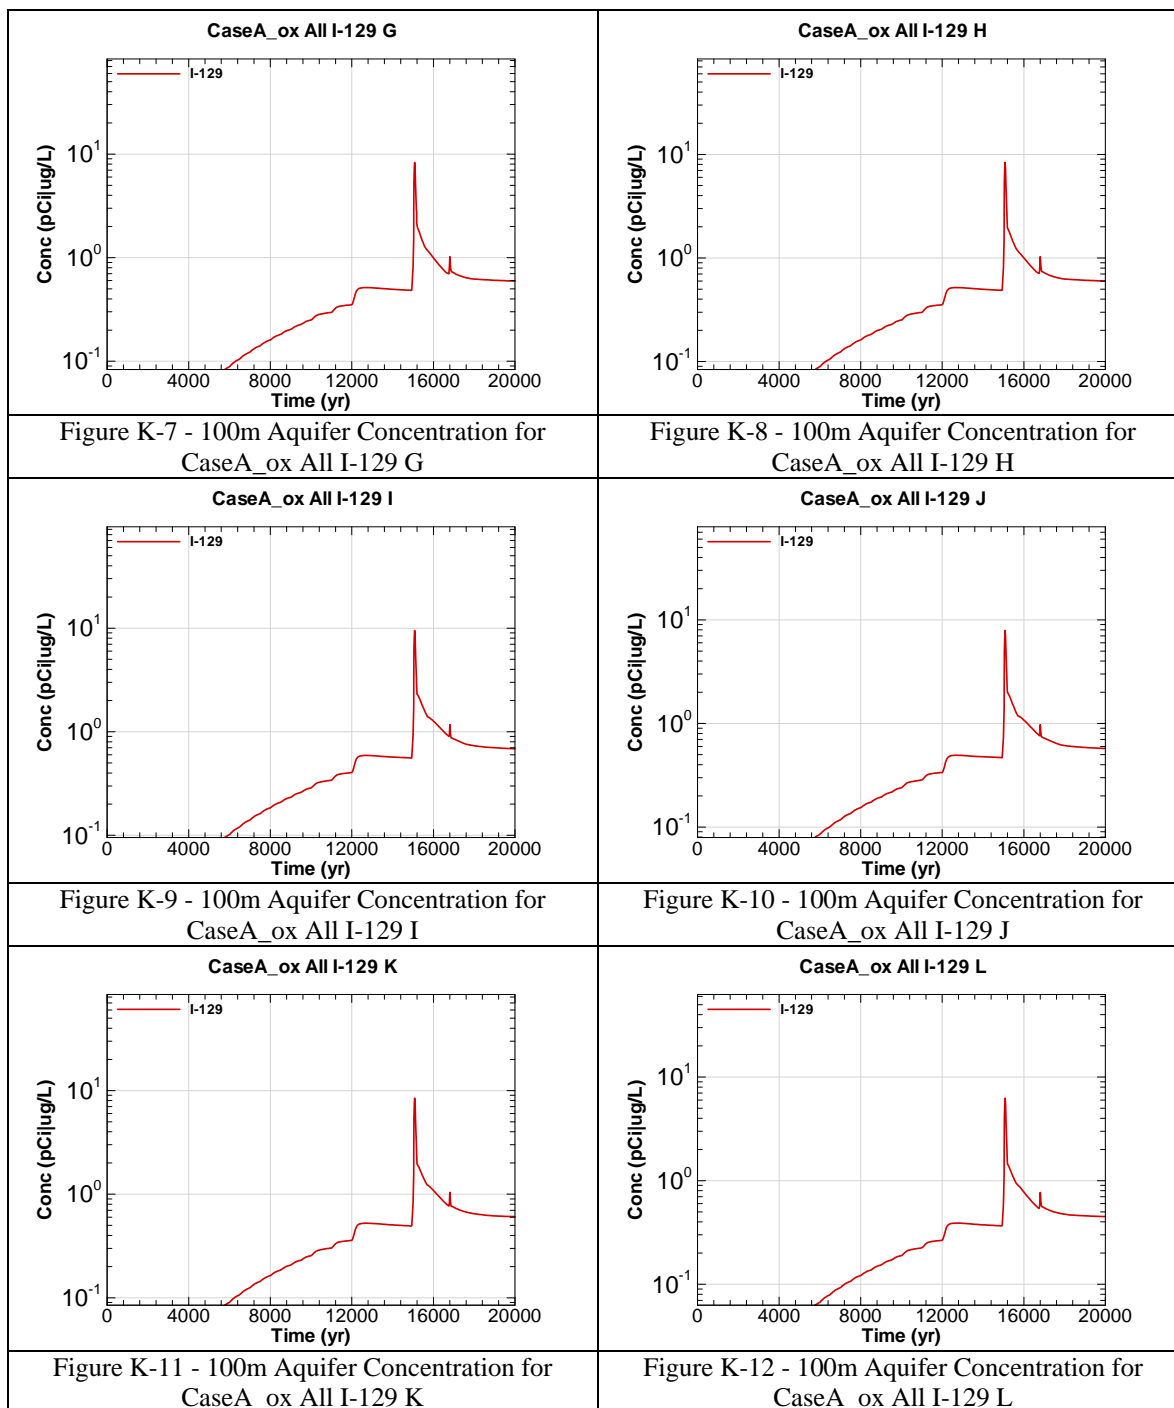 CaseA_ox All I-129 G
I-129
Conc (pCi|ug/L)
10^1
10^0
10^-1
0 4000 8000 12000 16000 20000
Time (yr)
Figure K-7 - 100m Aquifer Concentration for
CaseA_ox All I-129 G
CaseA_ox All I-129 H
I-129
Conc (pCi|ug/L)
10^1
10^0
10^-1
0 4000 8000 12000 16000 20000
Time (yr)
Figure K-8 - 100m Aquifer Concentration for
CaseA_ox All I-129 H
CaseA_ox All I-129 I
I-129
Conc (pCi|ug/L)
10^1
10^0
10^-1
0 4000 8000 12000 16000 20000
Time (yr)
Figure K-9 - 100m Aquifer Concentration for
CaseA_ox All I-129 I
CaseA_ox All I-129 J
I-129
Conc (pCi|ug/L)
10^1
10^0
10^-1
0 4000 8000 12000 16000 20000
Time (yr)
Figure K-10 - 100m Aquifer Concentration for
CaseA_ox All I-129 J
CaseA_ox All I-129 K
I-129
Conc (pCi|ug/L)
10^1
10^0
10^-1
0 4000 8000 12000 16000 20000
Time (yr)
Figure K-11 - 100m Aquifer Concentration for
CaseA_ox All I-129 K
CaseA_ox All I-129 L
I-129
Conc (pCi|ug/L)
10^1
10^0
10^-1
0 4000 8000 12000 16000 20000
Time (yr)
Figure K-12 - 100m Aquifer Concentration for
CaseA_ox All I-129 L